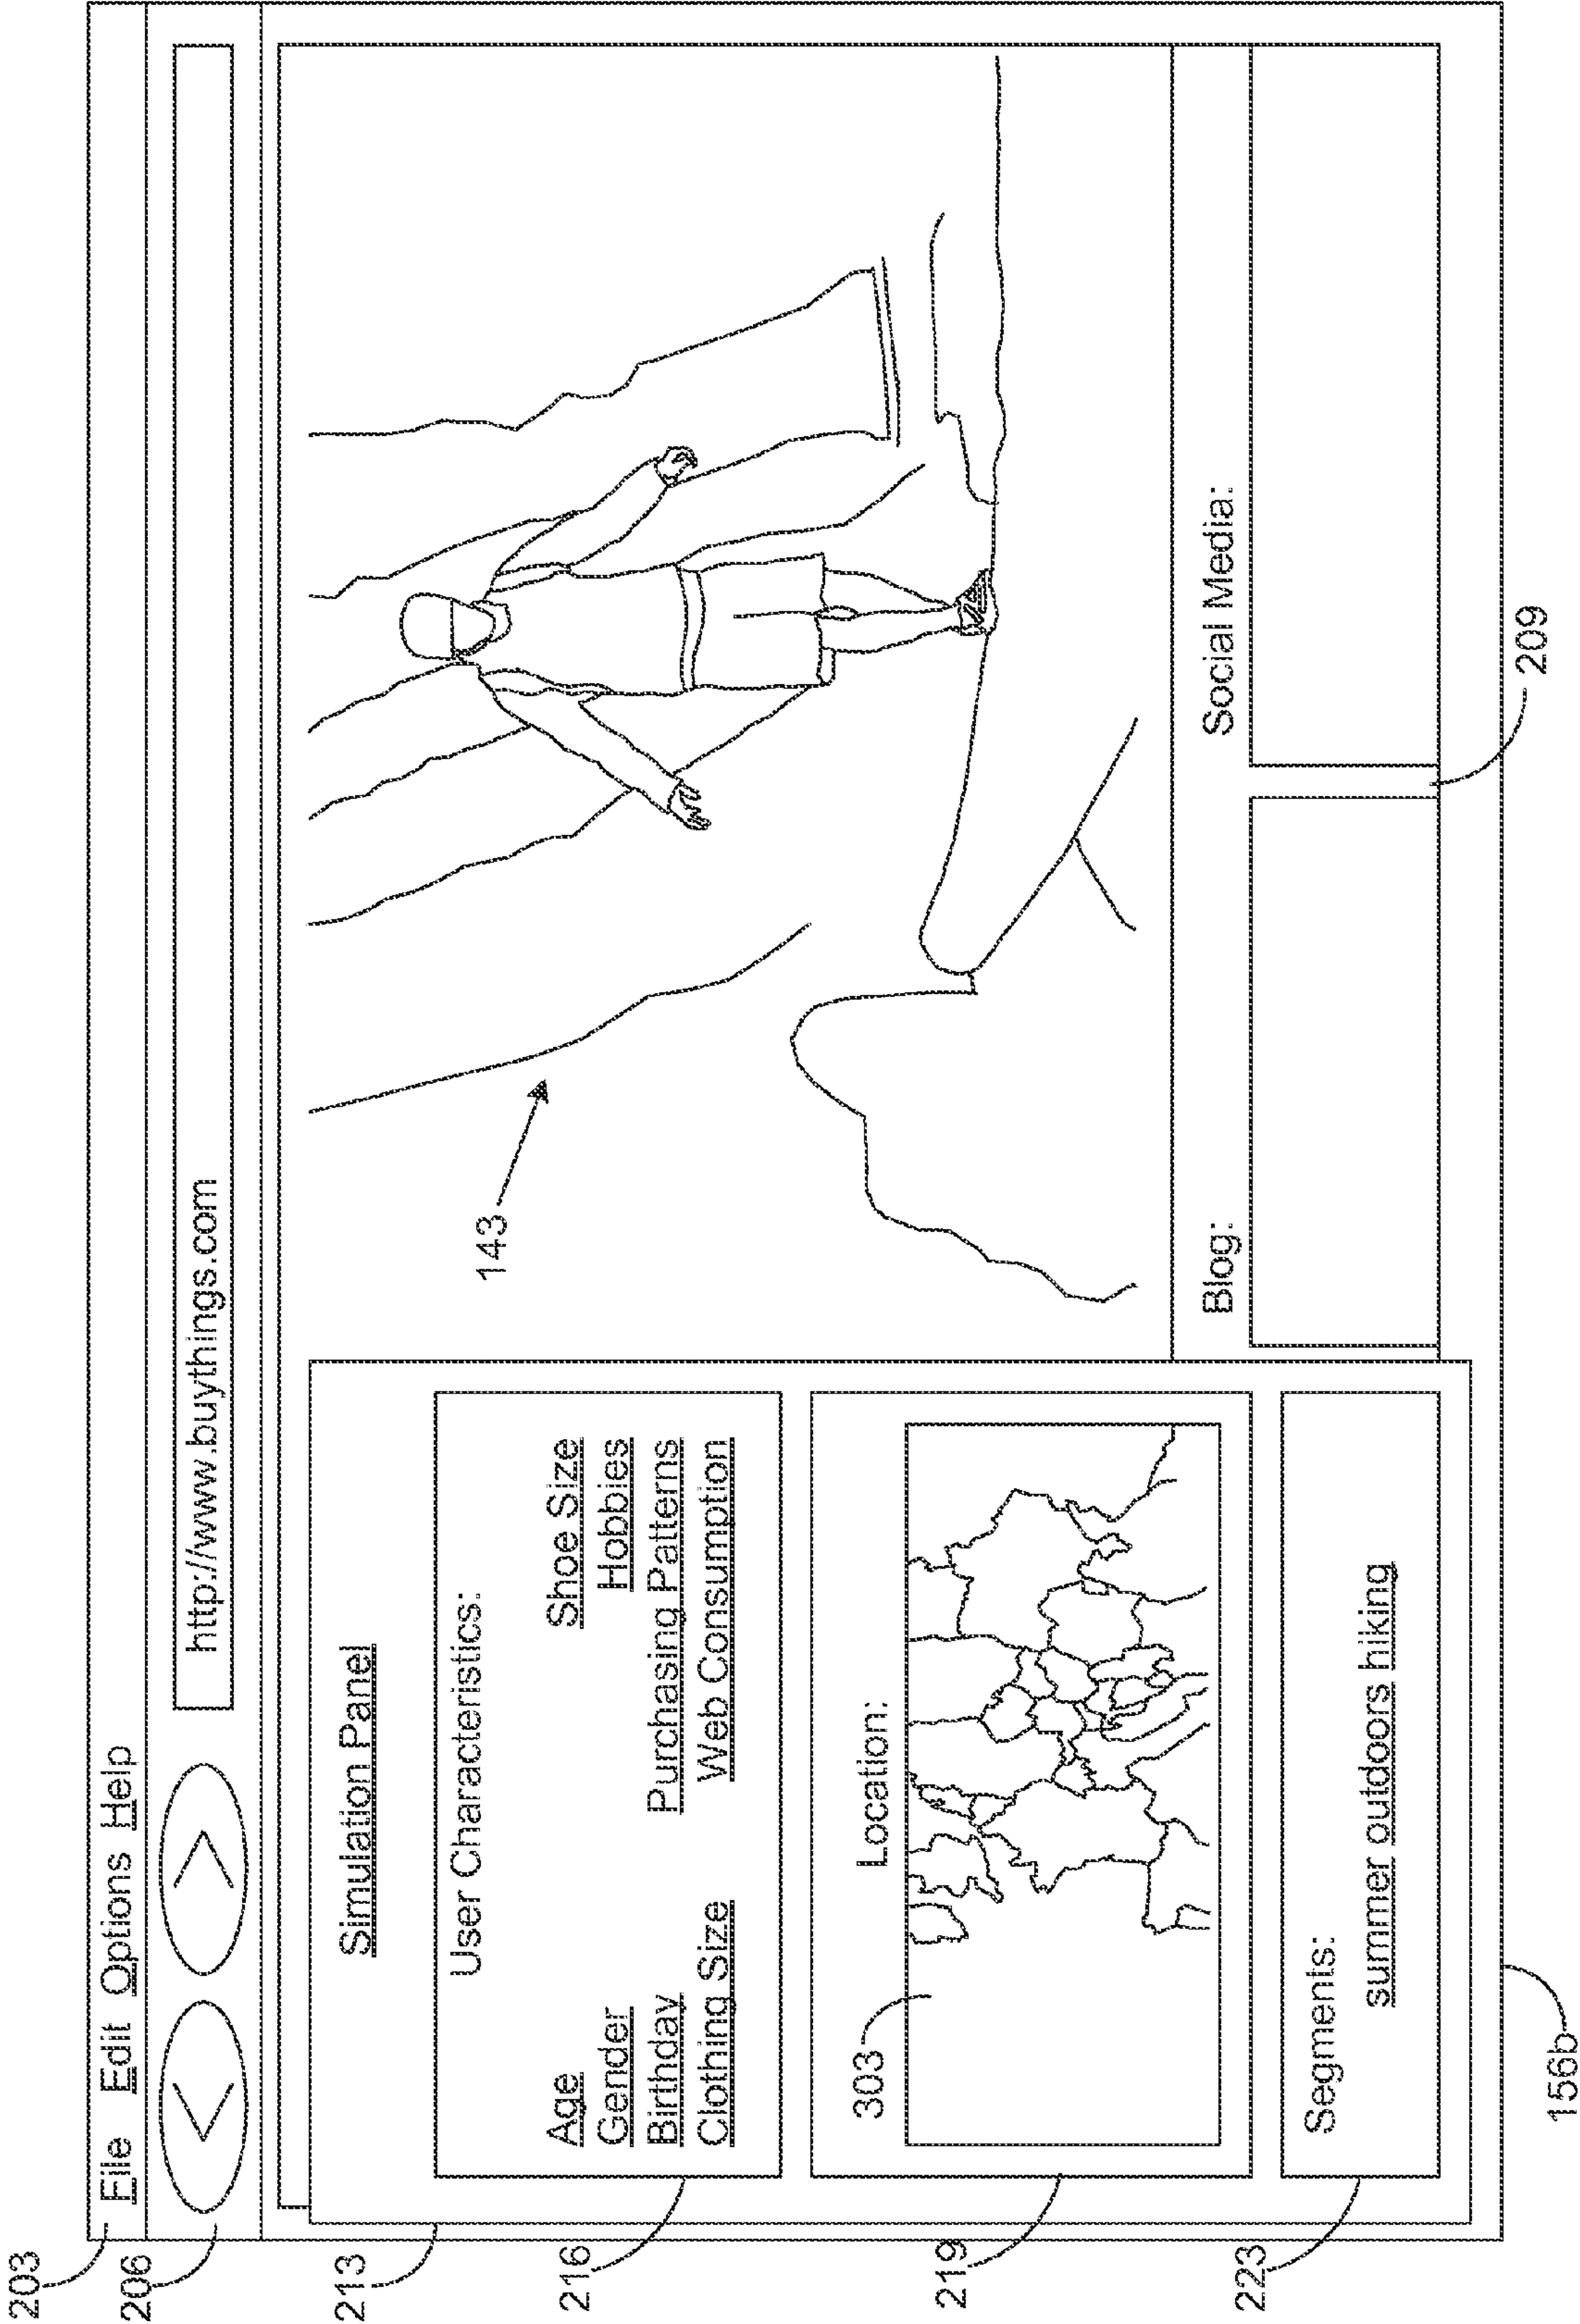 203
File Edit Options Help
206
< >
http://www.buythings.com
213
Simulation Panel
216
User Characteristics:
Age Shoe Size
Gender Hobbies
Birthday Purchasing Patterns
Clothing Size Web Consumption
143
219
303
Location:
223
Segments:
summer outdoors hiking
Blog:
Social Media:
209
156b